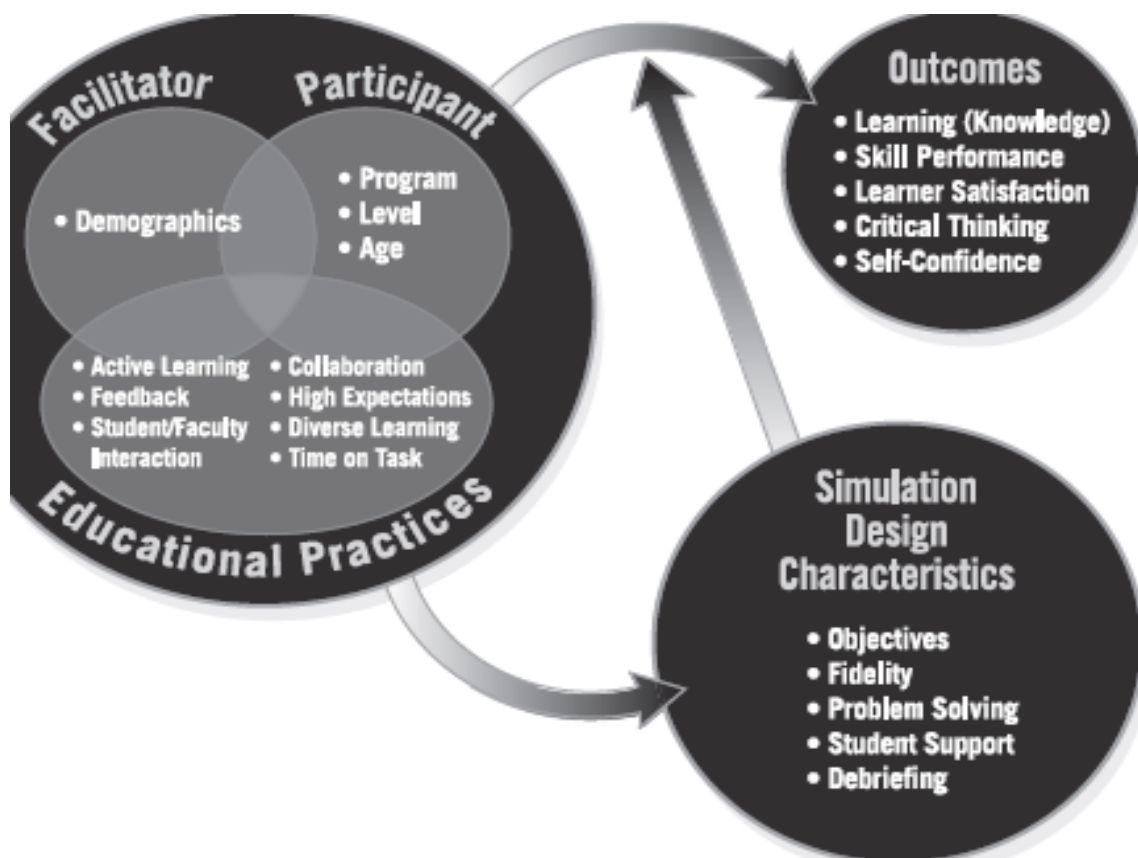 Facilitator
Participant
• Demographics
• Program
• Level
• Age
• Active Learning
• Feedback
• Student/Faculty
Interaction
• Collaboration
• High Expectations
• Diverse Learning
• Time on Task
Educational Practices
Outcomes
• Learning (Knowledge)
• Skill Performance
• Learner Satisfaction
• Critical Thinking
• Self-Confidence
Simulation
Design
Characteristics
• Objectives
• Fidelity
• Problem Solving
• Student Support
• Debriefing